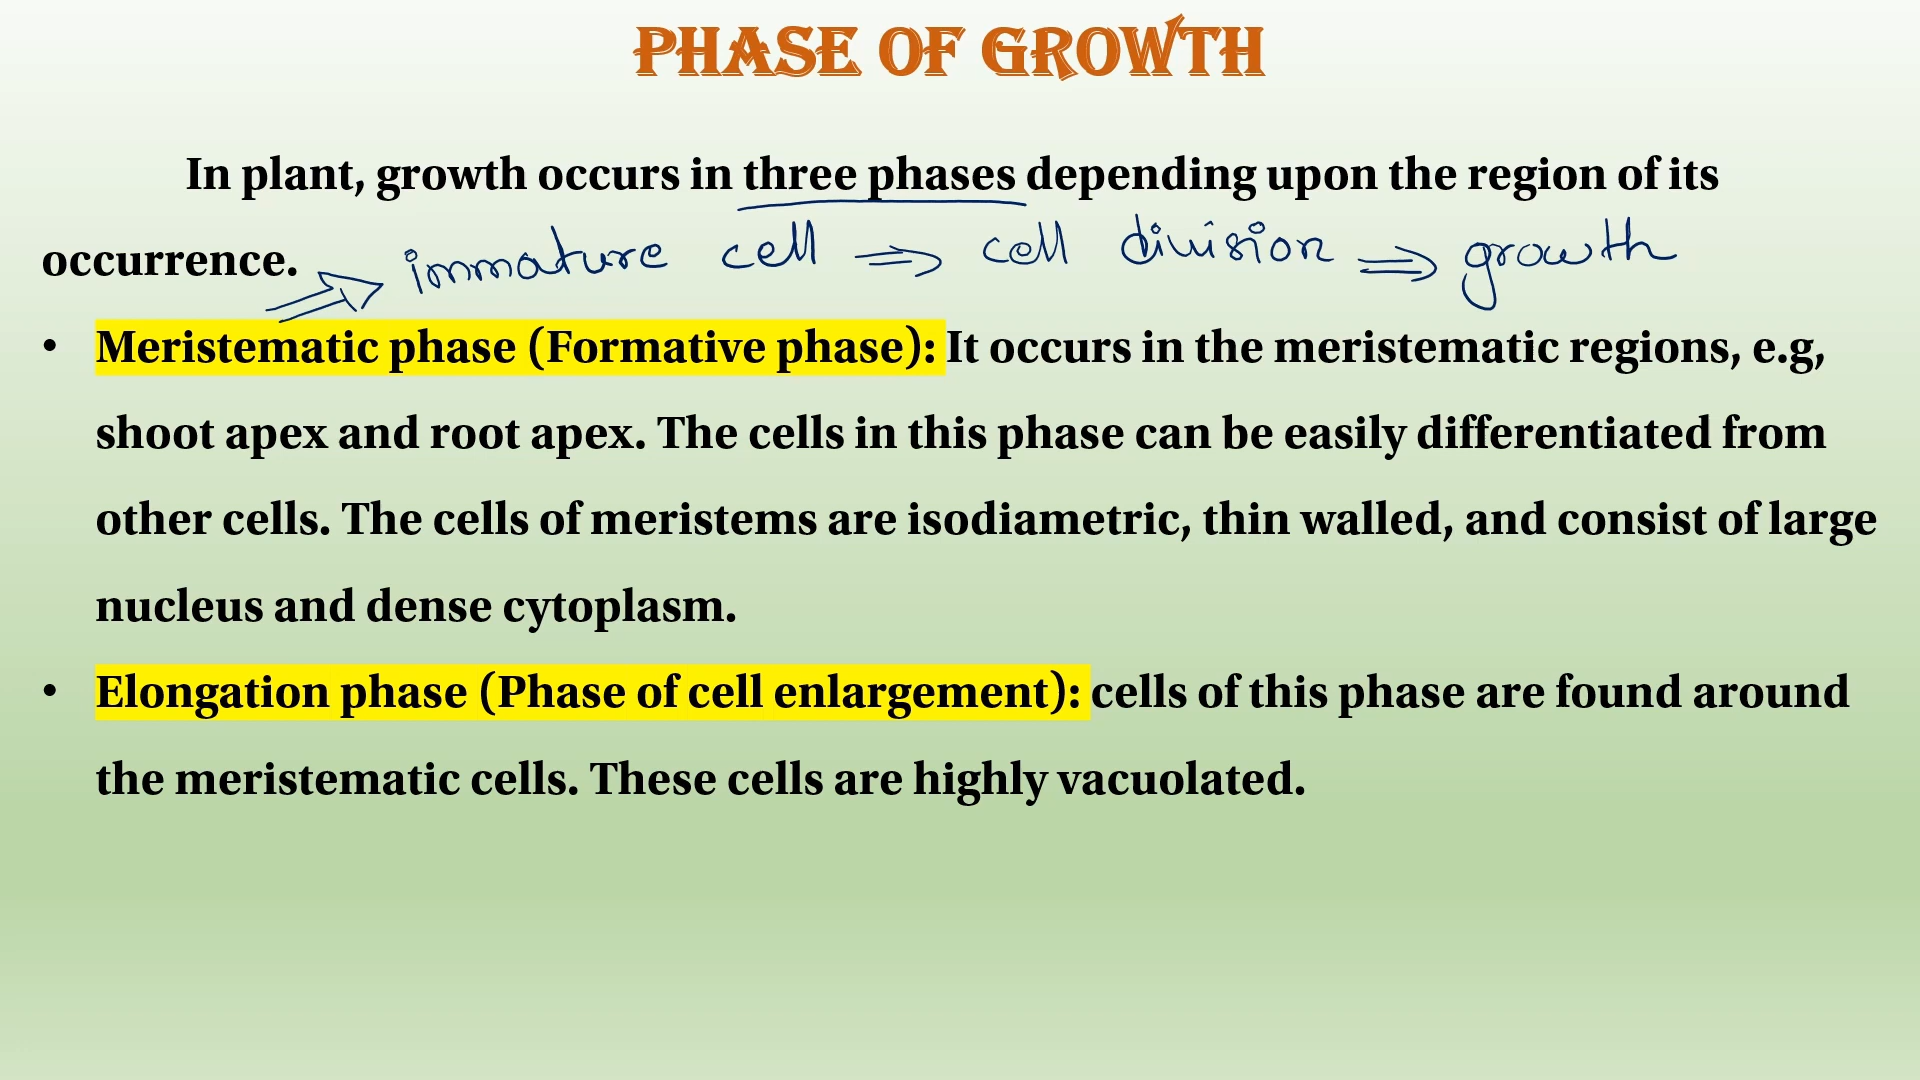 PHASE OF GROWTH
In plant, growth occurs in three phases depending upon the region of its
occurrence.
immature cell ⇒ cell division ⇒ growth
• Meristematic phase (Formative phase): It occurs in the meristematic regions, e.g,
shoot apex and root apex. The cells in this phase can be easily differentiated from
other cells. The cells of meristems are isodiametric, thin walled, and consist of large
nucleus and dense cytoplasm.
• Elongation phase (Phase of cell enlargement): cells of this phase are found around
the meristematic cells. These cells are highly vacuolated.